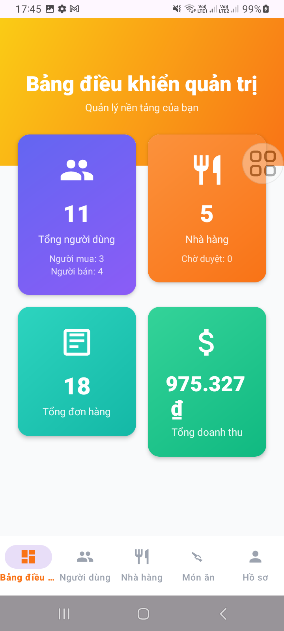 17:45 99%
Bảng điều khiển quản trị
Quản lý nền tảng của bạn
11
Tổng người dùng
Người mua: 3
Người bán: 4
5
Nhà hàng
Chờ duyệt: 0
18
Tổng đơn hàng
975.327
₫
Tổng doanh thu
Bảng điều ... Người dùng Nhà hàng Món ăn Hồ sơ